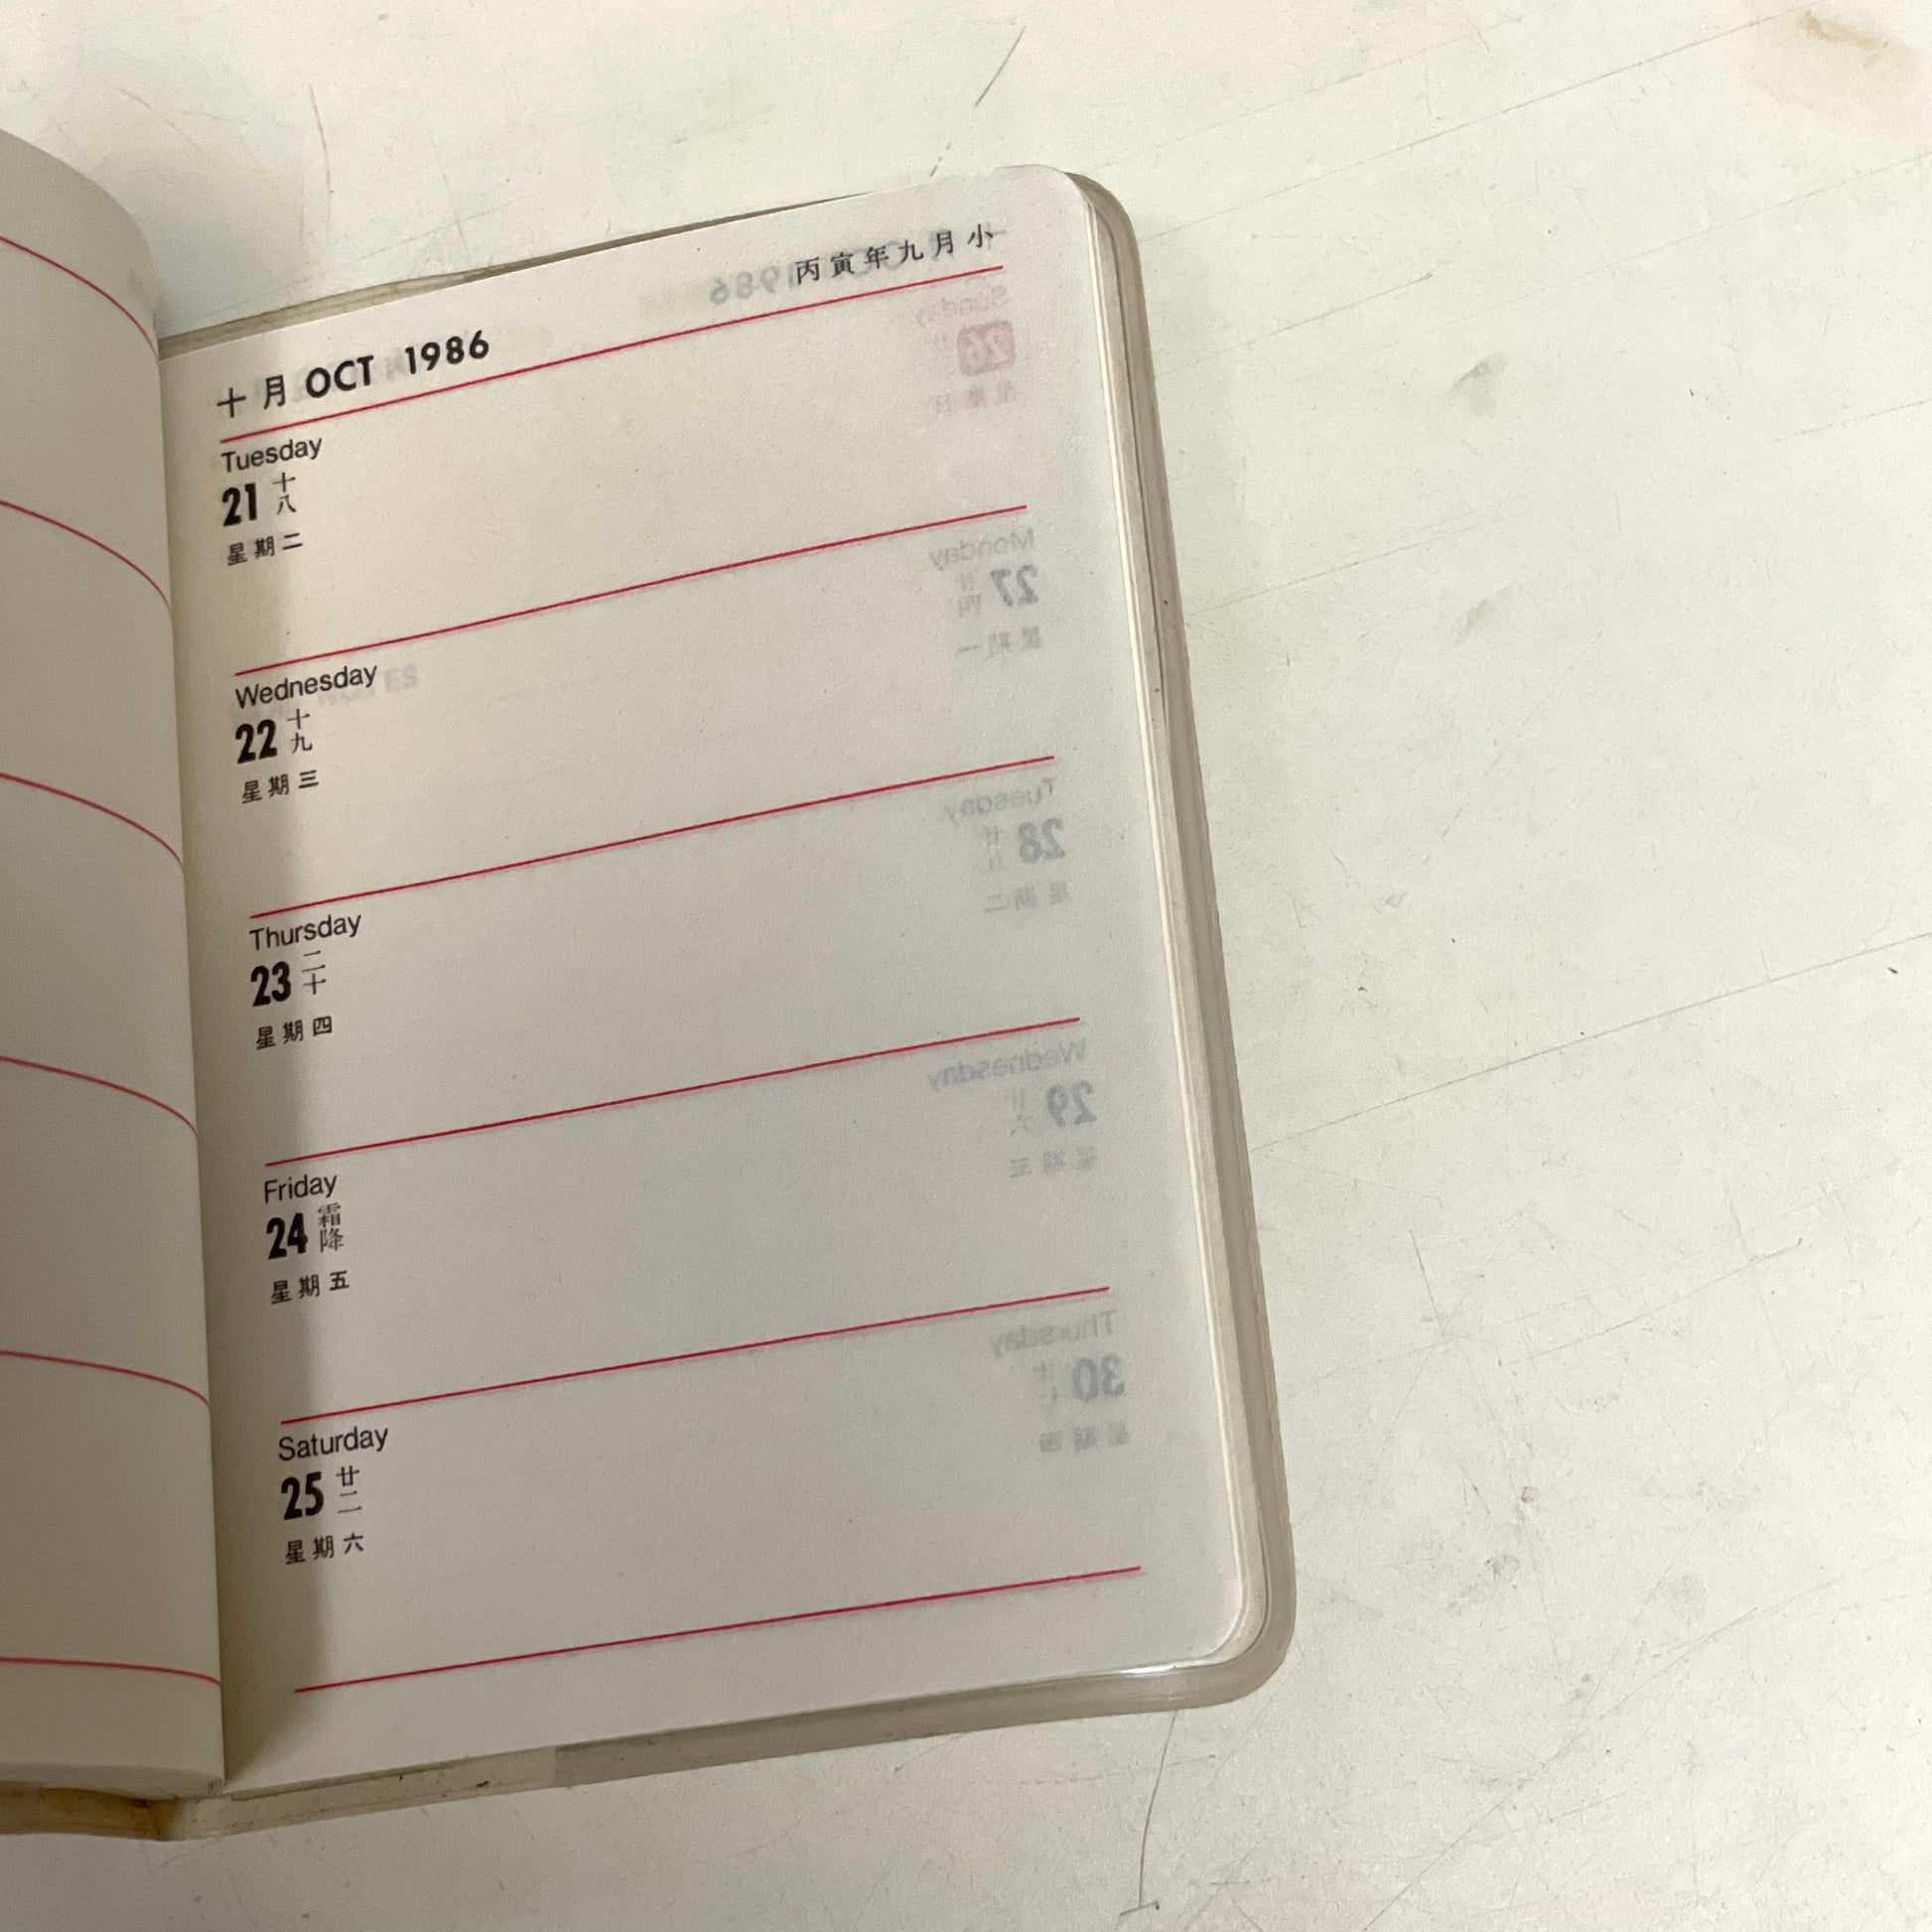 十月 OCT 1986
丙寅年九月小
Tuesday
21 十八
星期二
Wednesday
22 十九
星期三
Thursday
23 二十
星期四
Friday
24 霜降
星期五
Saturday
25 廿二
星期六